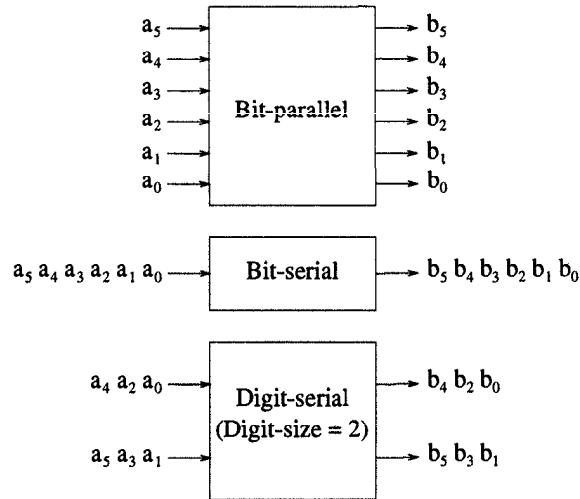 a₅ b₅
a₄ b₄
a₃ b₃
Bit-parallel
a₂ b₂
a₁ b₁
a₀ b₀
a₅ a₄ a₃ a₂ a₁ a₀ Bit-serial b₅ b₄ b₃ b₂ b₁ b₀
a₄ a₂ a₀ b₄ b₂ b₀
Digit-serial
(Digit-size = 2)
a₅ a₃ a₁ b₅ b₃ b₁